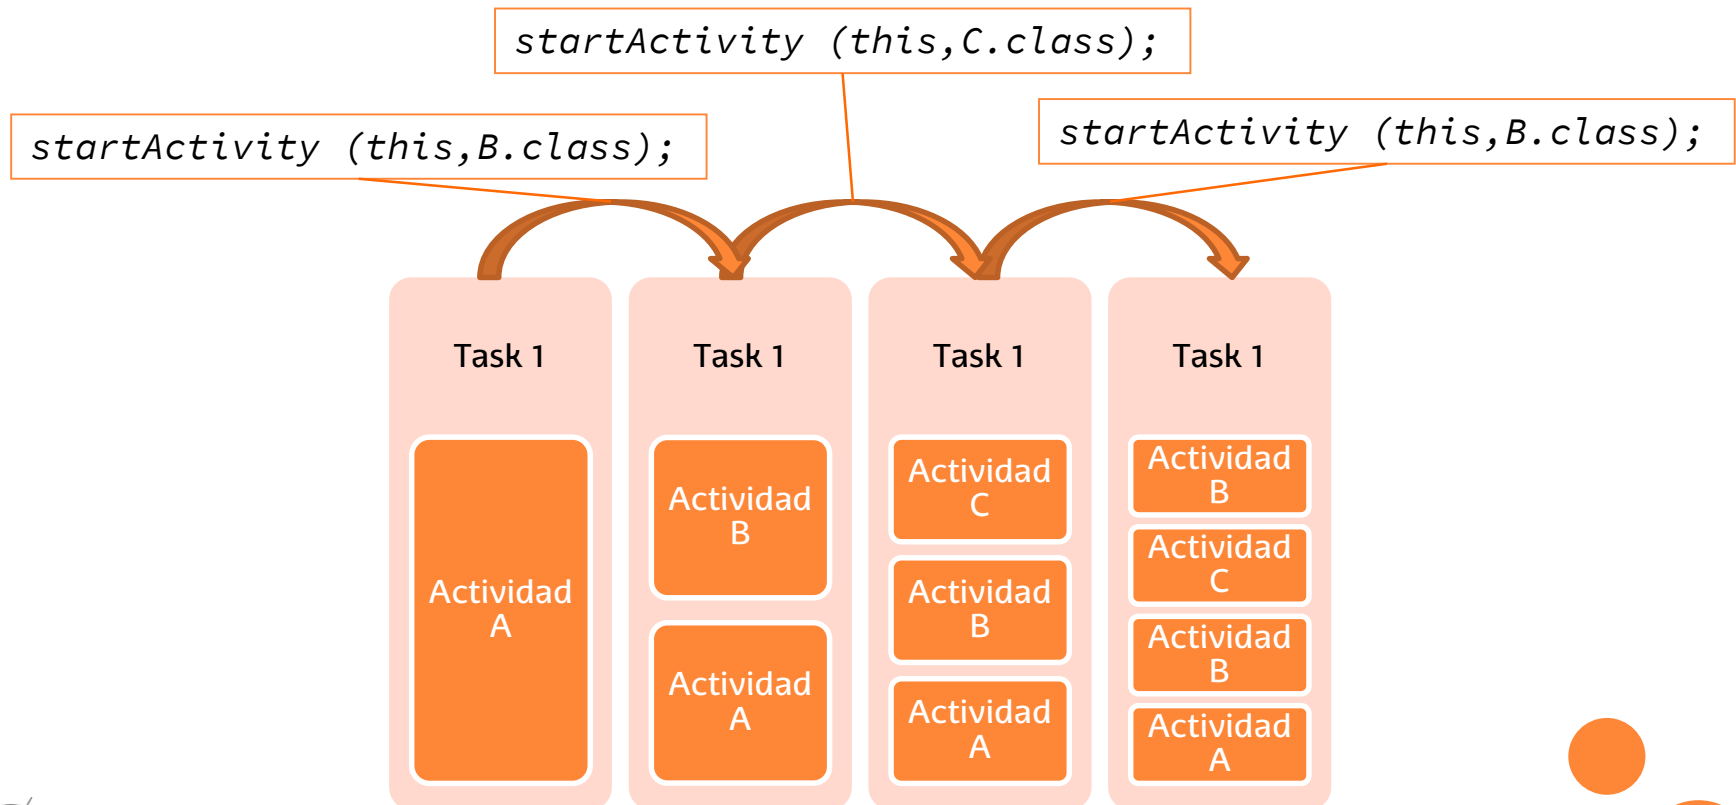 startActivity (this,C.class);
startActivity (this,B.class);
startActivity (this,B.class);
Task 1
Actividad
A
Task 1
Actividad
B
Actividad
A
Task 1
Actividad
C
Actividad
B
Actividad
A
Task 1
Actividad
B
Actividad
C
Actividad
B
Actividad
A